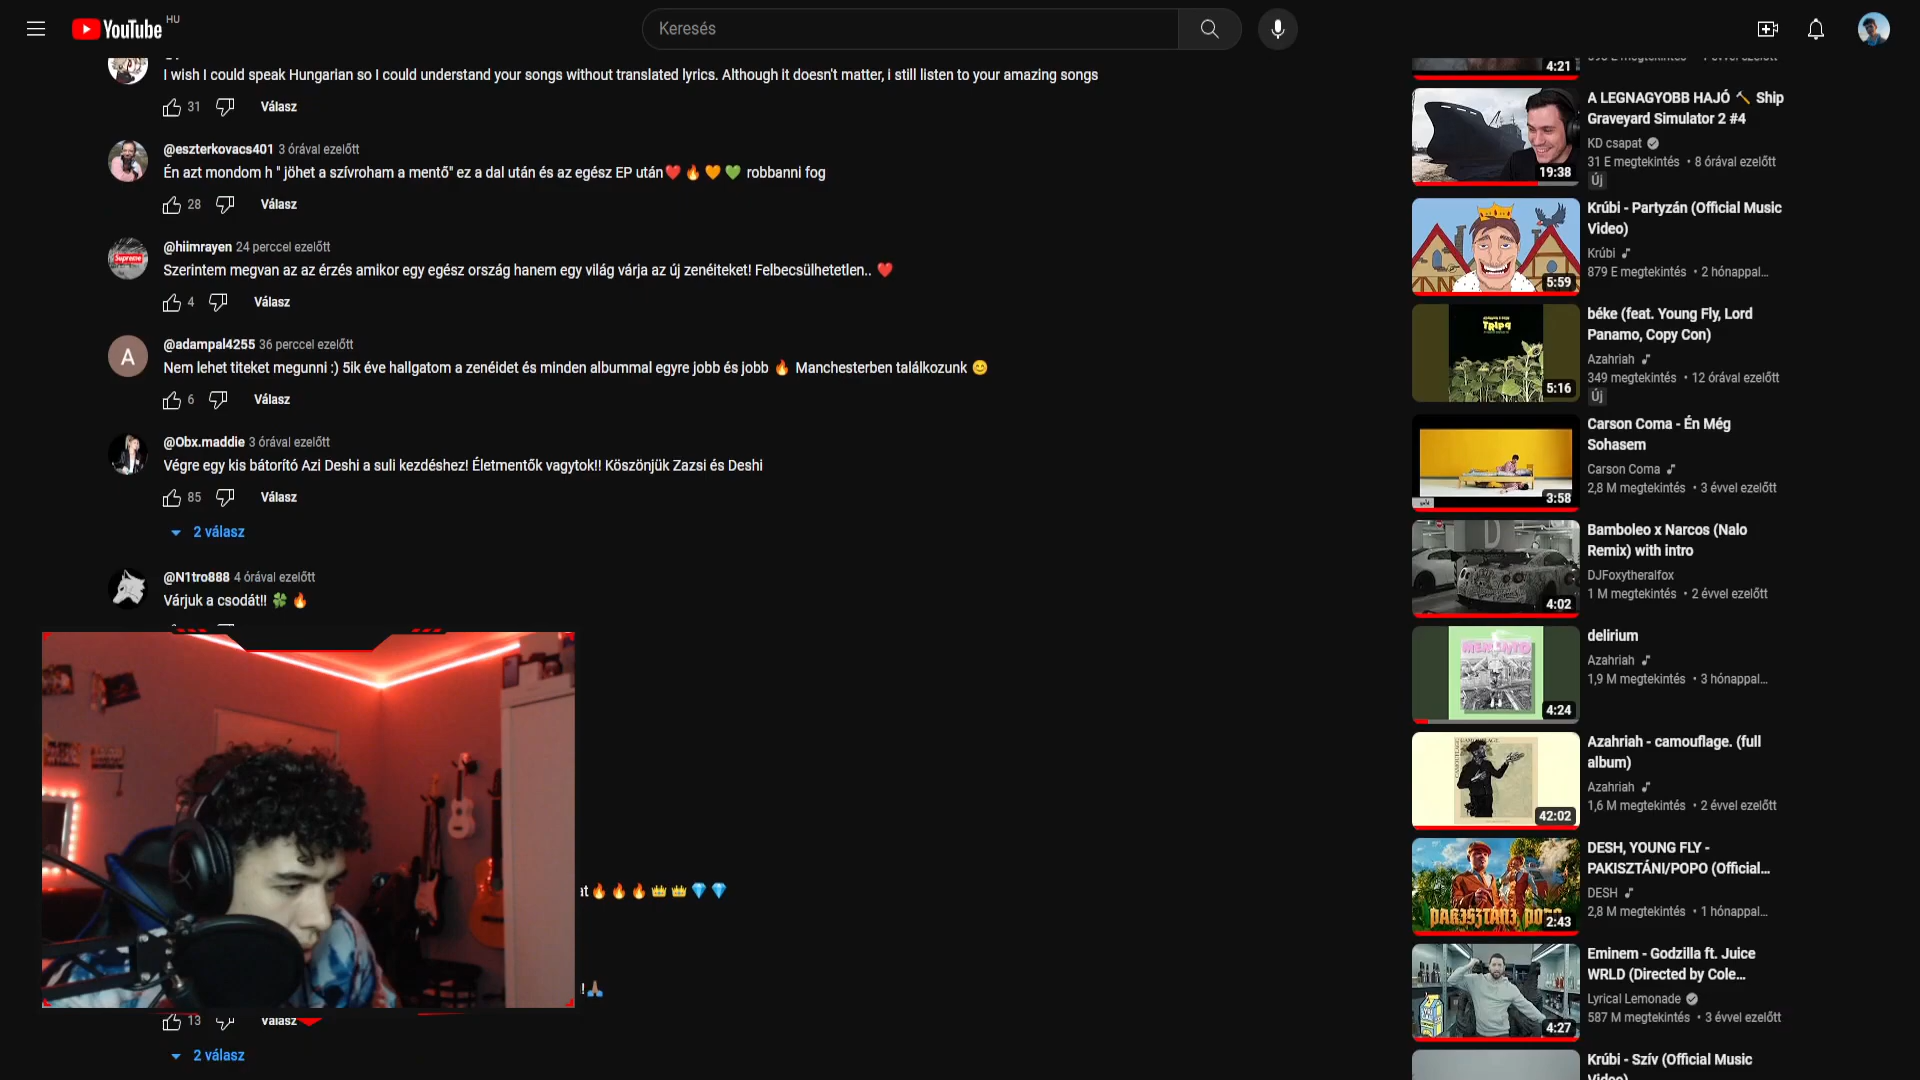 YouTube HU
Keresés
I wish I could speak Hungarian so I could understand your songs without translated lyrics. Although it doesn't matter, i still listen to your amazing songs
31 Válasz
@eszterkovacs401 3 órával ezelőtt
Én azt mondom h " jöhet a szívroham a mentő" ez a dal után és az egész EP után❤️ 🔥 🧡 💚 robbanni fog
28 Válasz
@hiimrayen 24 perccel ezelőtt
Szerintem megvan az az érzés amikor egy egész ország hanem egy világ várja az új zenéiteket! Felbecsülhetetlen.. ❤️
4 Válasz
@adampal4255 36 perccel ezelőtt
A
Nem lehet titeket megunni :) 5ik éve hallgatom a zenéldet és minden albummal egyre jobb és jobb 🔥 Manchesterben találkozunk 😊
6 Válasz
@Obx.maddie 3 órával ezelőtt
Végre egy kis bátorító Azi Deshi a suli kezdéshez! Életmentők vagytok!! Köszönjük Zazsi és Deshi
85 Válasz
2 válasz
@N1tro888 4 órával ezelőtt
Várjuk a csodát!! 🍀 🔥
at 🔥 🔥 🔥 👑 👑 💎 💎
!🙏🏽
13 Válasz
2 válasz
4:21
A LEGNAGYOBB HAJÓ 🔨 Ship
Graveyard Simulator 2 #4
KD csapat
31 E megtekintés • 8 órával ezelőtt
Új
19:38
Krúbi - Partyzán (Official Music
Video)
Krúbi
879 E megtekintés • 2 hónappal...
5:59
béke (feat. Young Fly, Lord
Panamo, Copy Con)
Azahriah
349 megtekintés • 12 órával ezelőtt
Új
5:16
Carson Coma - Én Még
Sohasem
Carson Coma
2,8 M megtekintés • 3 évvel ezelőtt
3:58
Bamboleo x Narcos (Nalo
Remix) with intro
DJFoxytheralfox
1 M megtekintés • 2 évvel ezelőtt
4:02
delirium
Azahriah
1,9 M megtekintés • 3 hónappal...
MEMENTO
4:24
Azahriah - camouflage. (full
album)
Azahriah
1,6 M megtekintés • 2 évvel ezelőtt
42:02
DESH, YOUNG FLY -
PAKISZTÁNI/POPO (Official...
DESH
2,8 M megtekintés • 1 hónappal...
PAKISZTÁNI POPO
2:43
Eminem - Godzilla ft. Juice
WRLD (Directed by Cole...
Lyrical Lemonade
587 M megtekintés • 3 évvel ezelőtt
4:27
Krúbi - Szív (Official Music
Video)